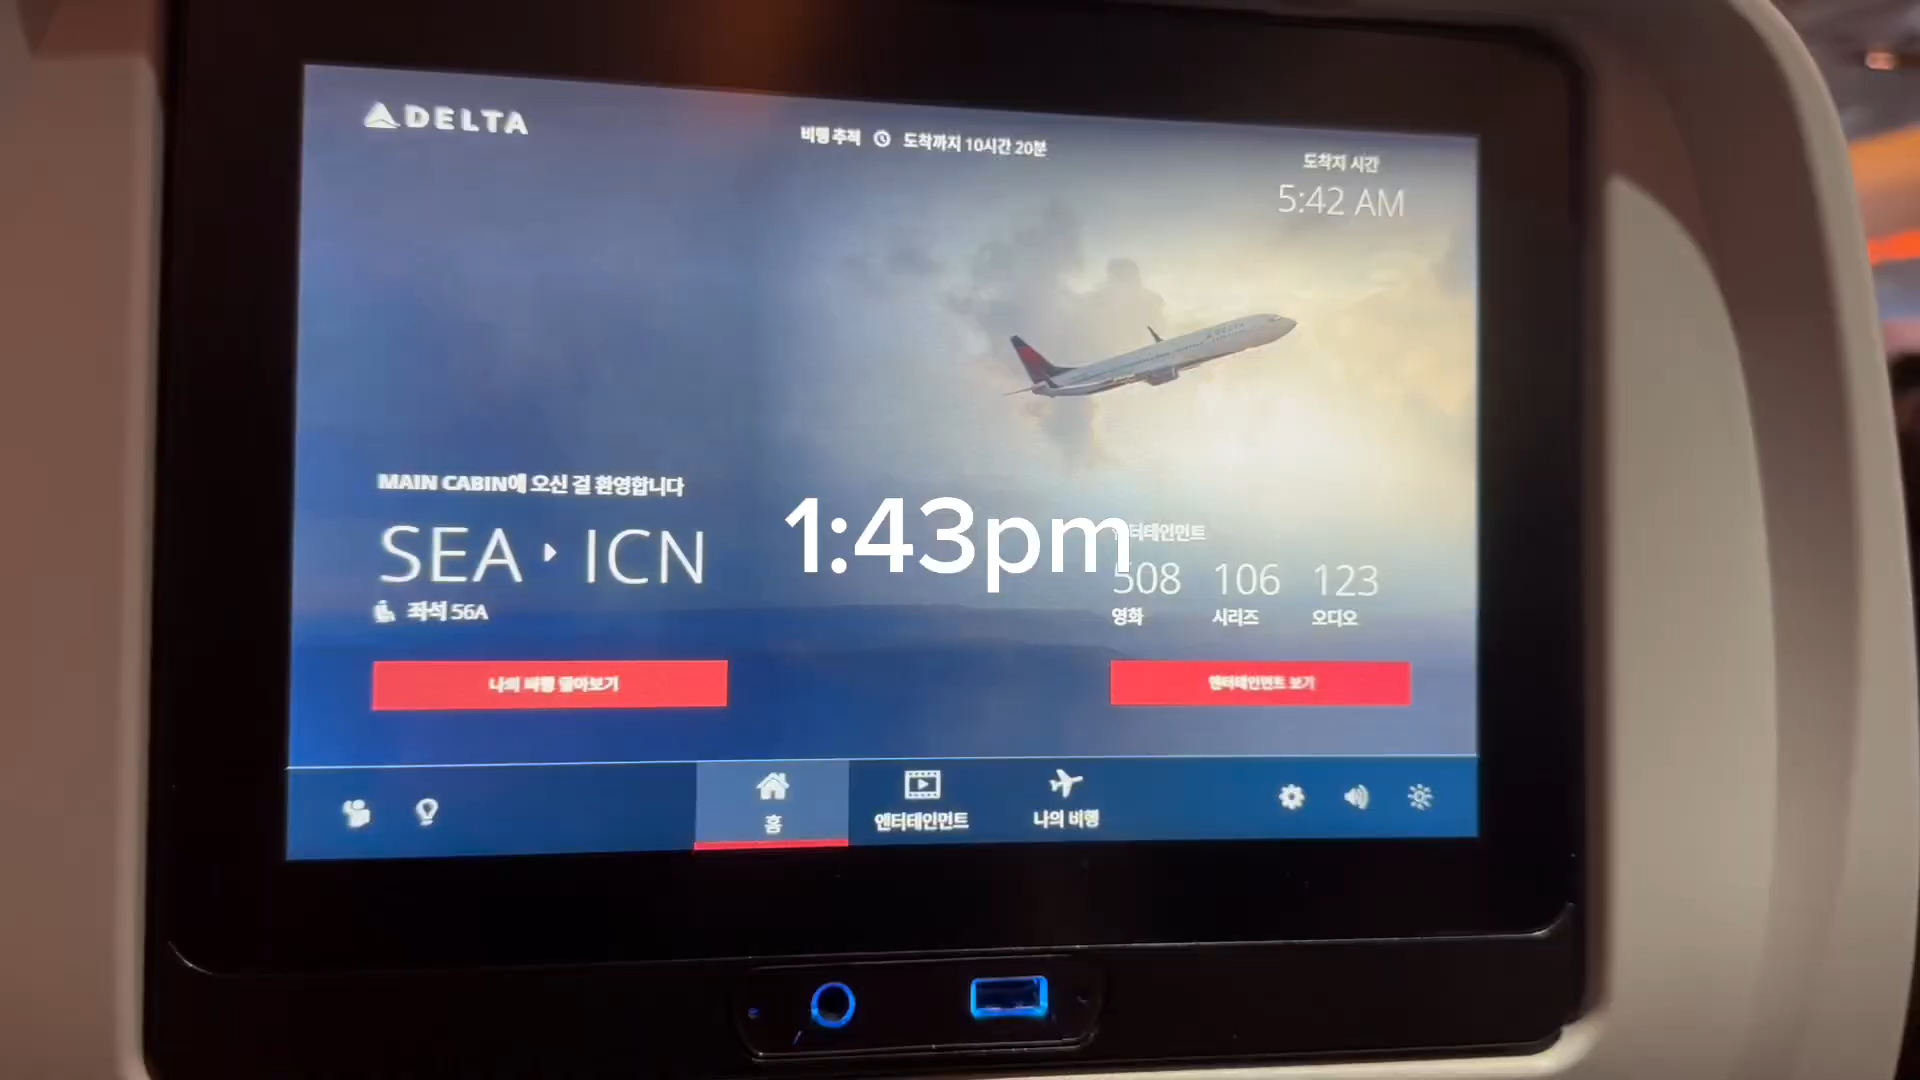 DELTA
비행 추적 도착까지 10시간 20분
도착지 시간
5:42 AM
MAIN CABIN에 오신 걸 환영합니다
SEA ICN
좌석 56A
1:43pm
엔터테인먼트
508 106 123
영화 시리즈 오디오
나의 비행 알아보기
엔터테인먼트 보기
홈
엔터테인먼트
나의 비행